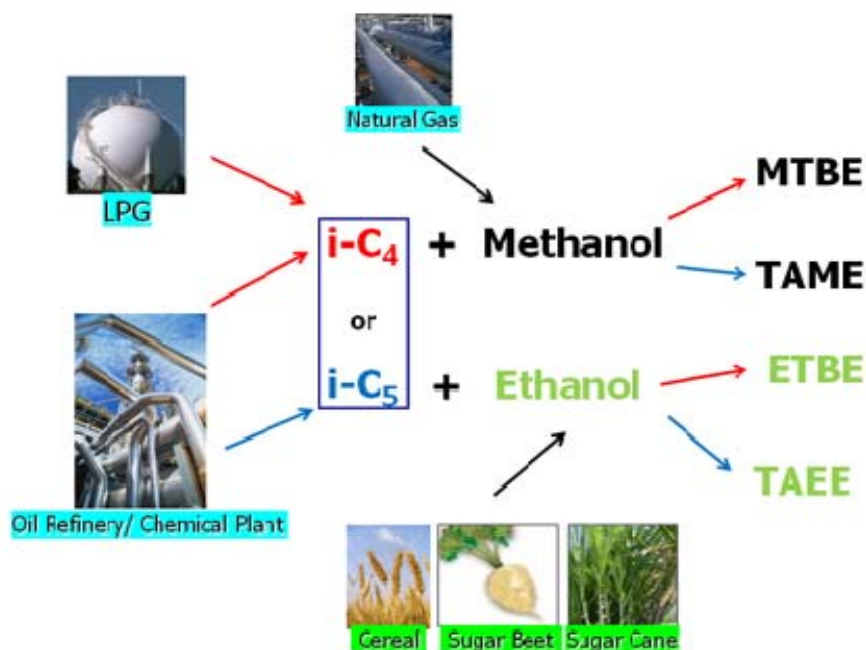 Natural Gas
LPG
MTBE
i-C₄ + Methanol
TAME
or
i-C₅ + Ethanol
ETBE
TAEE
Oil Refinery/ Chemical Plant
Cereal Sugar Beet Sugar Cane